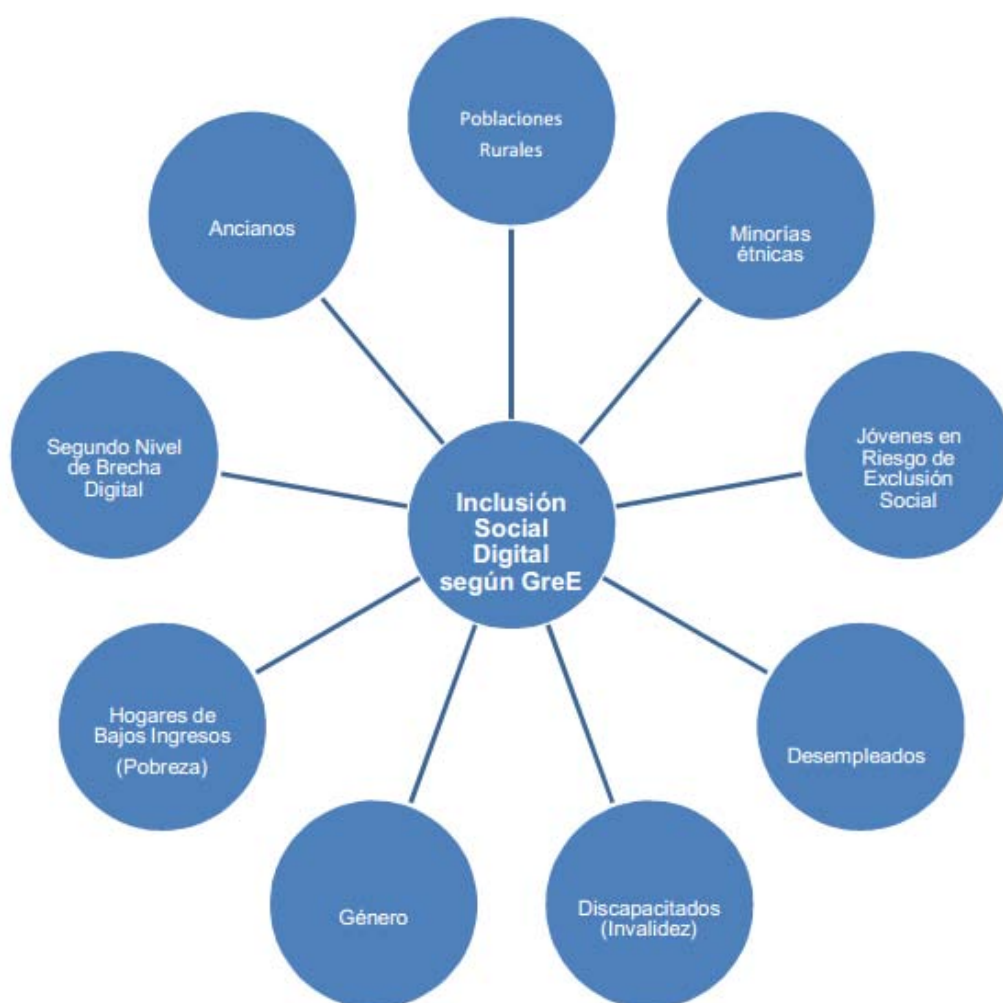 Poblaciones
Rurales
Minorías
étnicas
Jóvenes en
Riesgo de
Exclusión
Social
Desempleados
Discapacitados
(Invalidez)
Género
Hogares de
Bajos Ingresos
(Pobreza)
Segundo Nivel
de Brecha
Digital
Ancianos
Inclusión
Social
Digital
según GreE